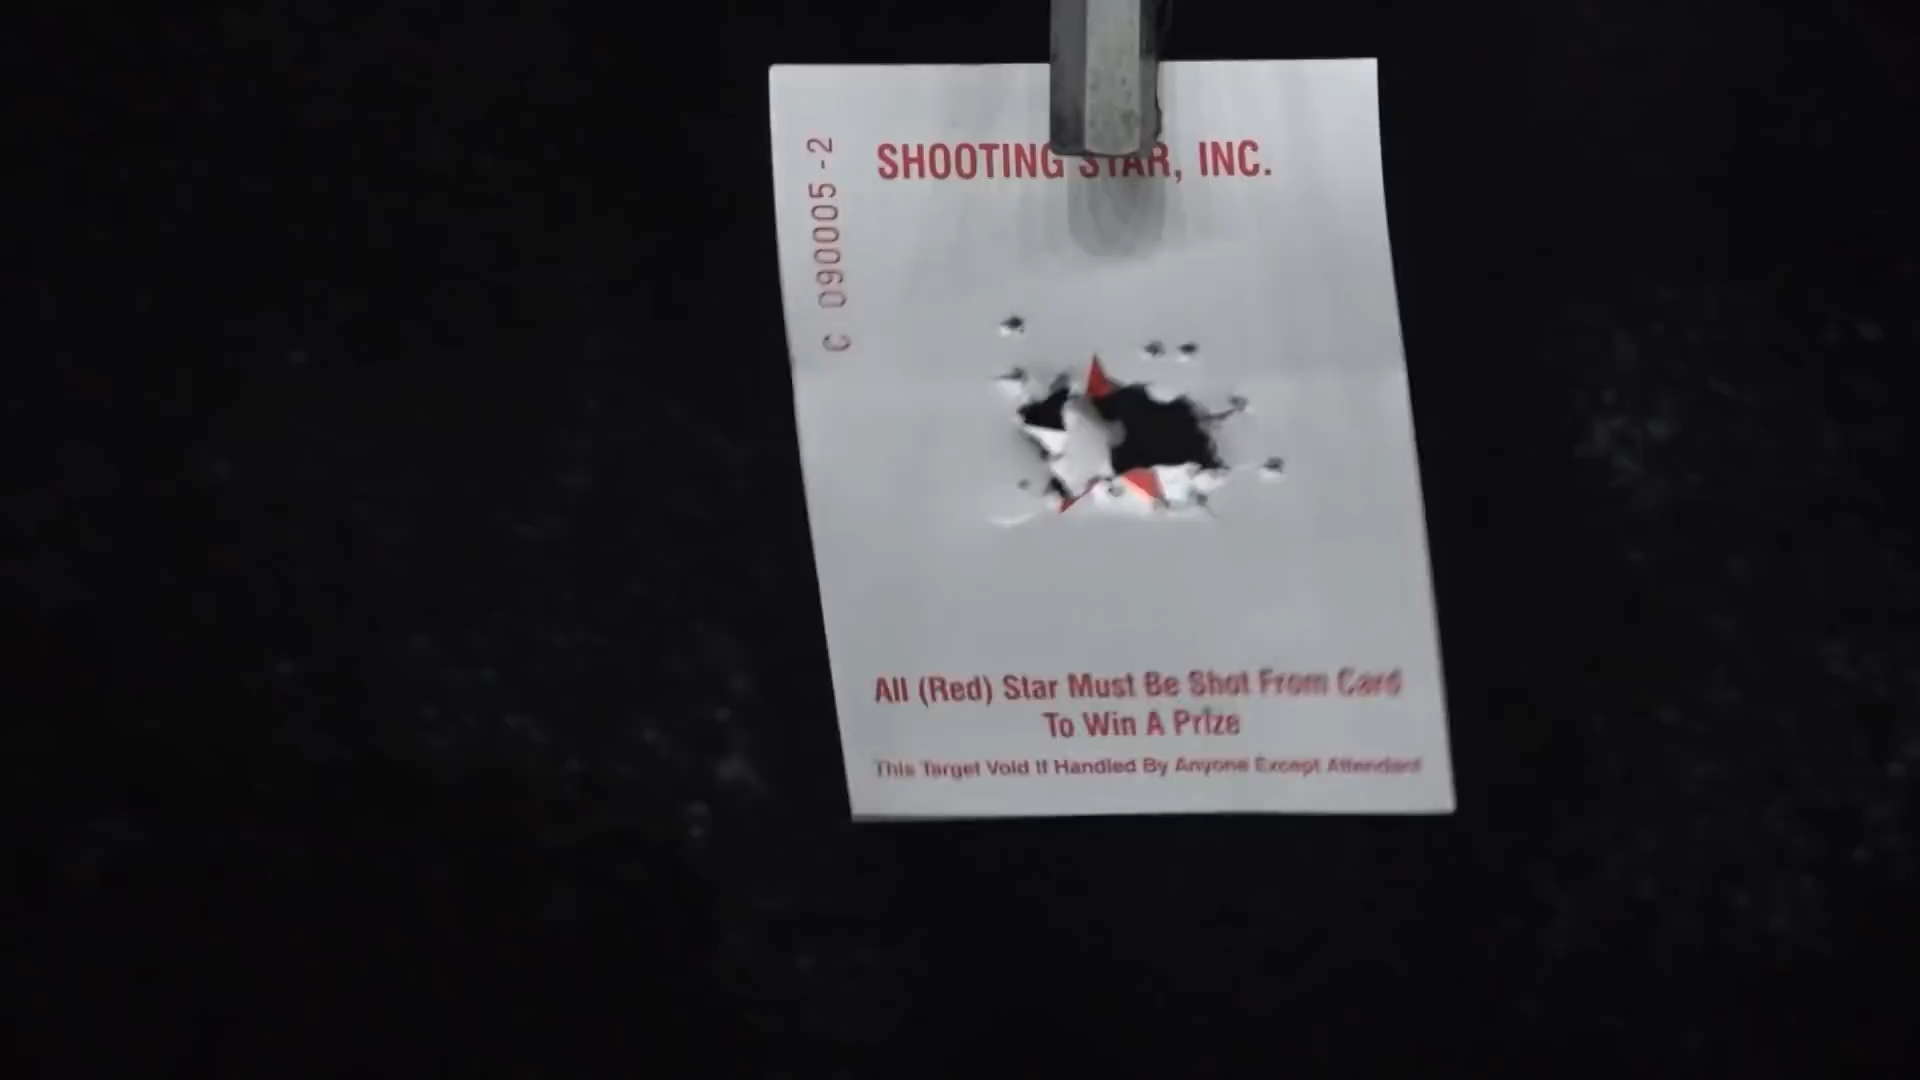 SHOOTING STAR, INC.
C 090005-2
All (Red) Star Must Be Shot From Card
To Win A Prize
This Target Void If Handled By Anyone Except Attendant